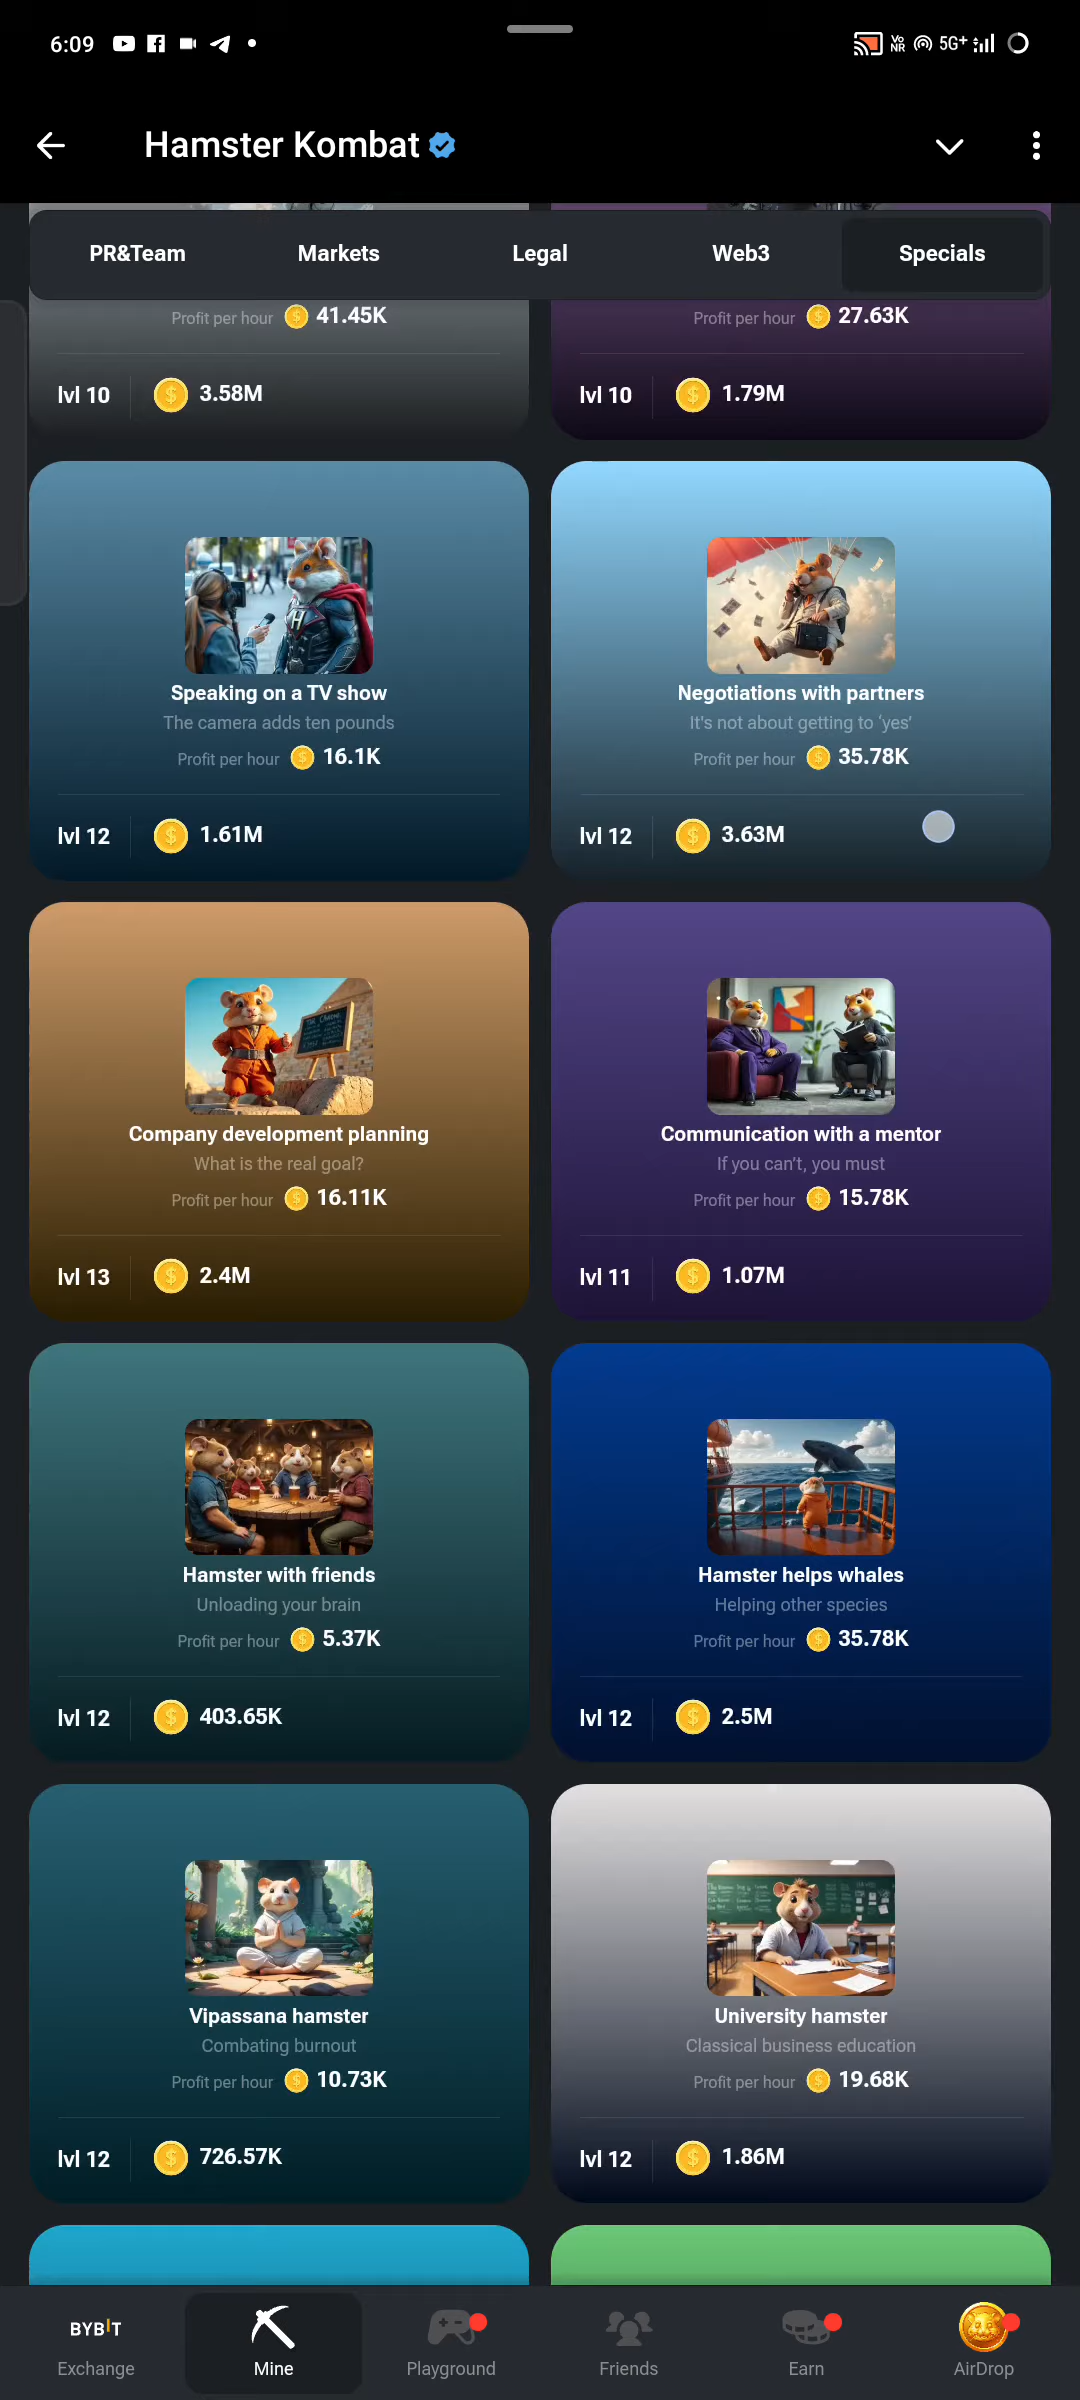 6:09
Vo
NR
5G+
Hamster Kombat
PR&Team
Markets
Legal
Web3
Specials
Profit per hour 41.45K
lvl 10
3.58M
Profit per hour 27.63K
lvl 10
1.79M
Speaking on a TV show
The camera adds ten pounds
Profit per hour 16.1K
lvl 12
1.61M
Negotiations with partners
It's not about getting to ‘yes’
Profit per hour 35.78K
lvl 12
3.63M
Company development planning
What is the real goal?
Profit per hour 16.11K
lvl 13
2.4M
Communication with a mentor
If you can't, you must
Profit per hour 15.78K
lvl 11
1.07M
Hamster with friends
Unloading your brain
Profit per hour 5.37K
lvl 12
403.65K
Hamster helps whales
Helping other species
Profit per hour 35.78K
lvl 12
2.5M
Vipassana hamster
Combating burnout
Profit per hour 10.73K
lvl 12
726.57K
University hamster
Classical business education
Profit per hour 19.68K
lvl 12
1.86M
BYBIT
Exchange
Mine
Playground
Friends
Earn
AirDrop